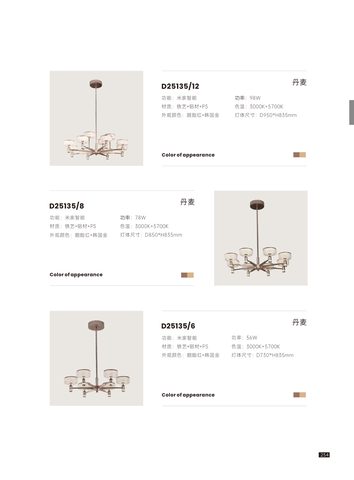 D25135/12
丹麦
功能：米家智能
功率：98W
材质：铁艺+铝材+PS
色温：3000K+5700K
外观颜色：胭脂红+韩国金
灯体尺寸：D950*H835mm
Color of appearance
D25135/8
丹麦
功能：米家智能
功率：78W
材质：铁艺+铝材+PS
色温：3000K+5700K
外观颜色：胭脂红+韩国金
灯体尺寸：D850*H835mm
Color of appearance
D25135/6
丹麦
功能：米家智能
功率：56W
材质：铁艺+铝材+PS
色温：3000K+5700K
外观颜色：胭脂红+韩国金
灯体尺寸：D730*H835mm
Color of appearance
254